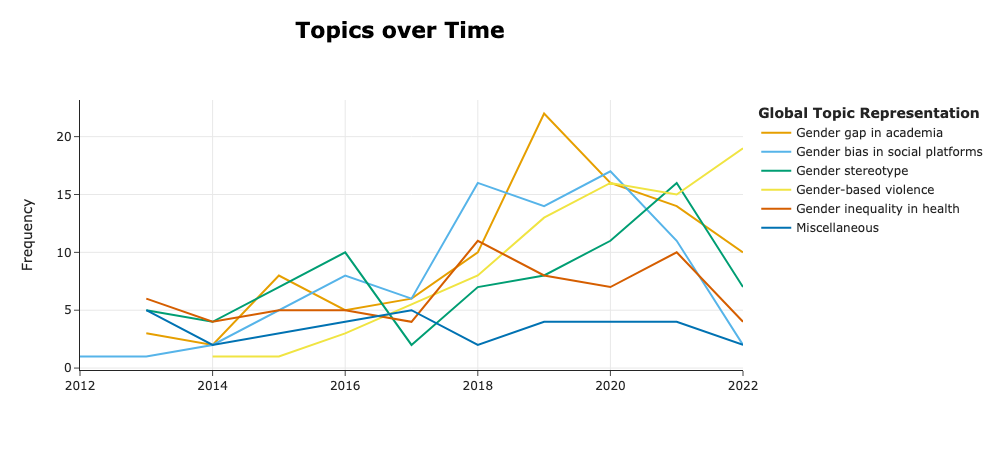 Topics over Time
Frequency
20
15
10
5
0
2012 2014 2016 2018 2020 2022
Global Topic Representation
Gender gap in academia
Gender bias in social platforms
Gender stereotype
Gender-based violence
Gender inequality in health
Miscellaneous